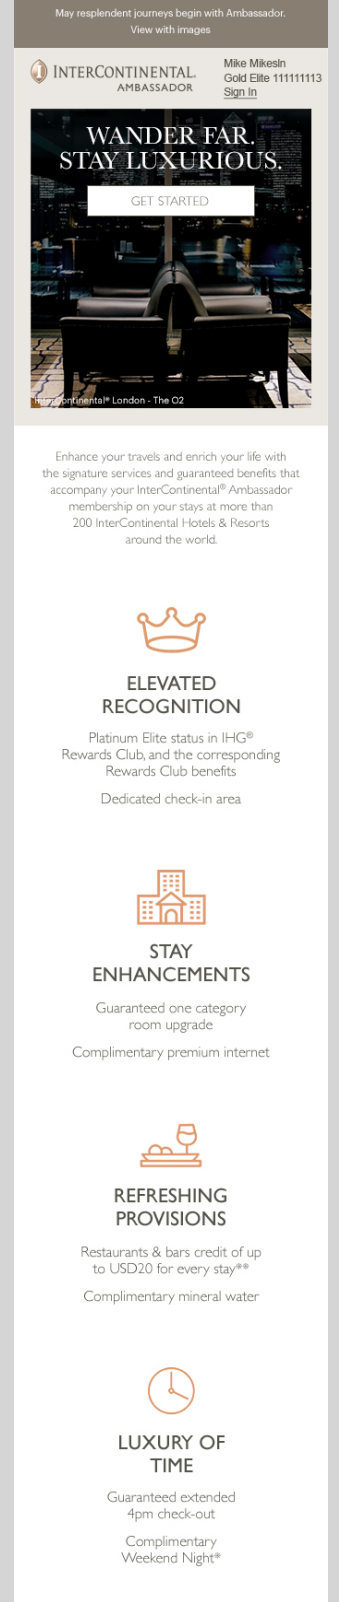 May resplendent journeys begin with Ambassador.
View with images
INTERCONTINENTAL.
AMBASSADOR
Mike MikesIn
Gold Elite 111111113
Sign In
WANDER FAR.
STAY LUXURIOUS.
GET STARTED
InterContinental® London - The O2
Enhance your travels and enrich your life with
the signature services and guaranteed benefits that
accompany your InterContinental® Ambassador
membership on your stays at more than
200 InterContinental Hotels & Resorts
around the world.
ELEVATED
RECOGNITION
Platinum Elite status in IHG®
Rewards Club, and the corresponding
Rewards Club benefits
Dedicated check-in area
STAY
ENHANCEMENTS
Guaranteed one category
room upgrade
Complimentary premium internet
REFRESHING
PROVISIONS
Restaurants & bars credit of up
to USD20 for every stay**
Complimentary mineral water
LUXURY OF
TIME
Guaranteed extended
4pm check-out
Complimentary
Weekend Night*